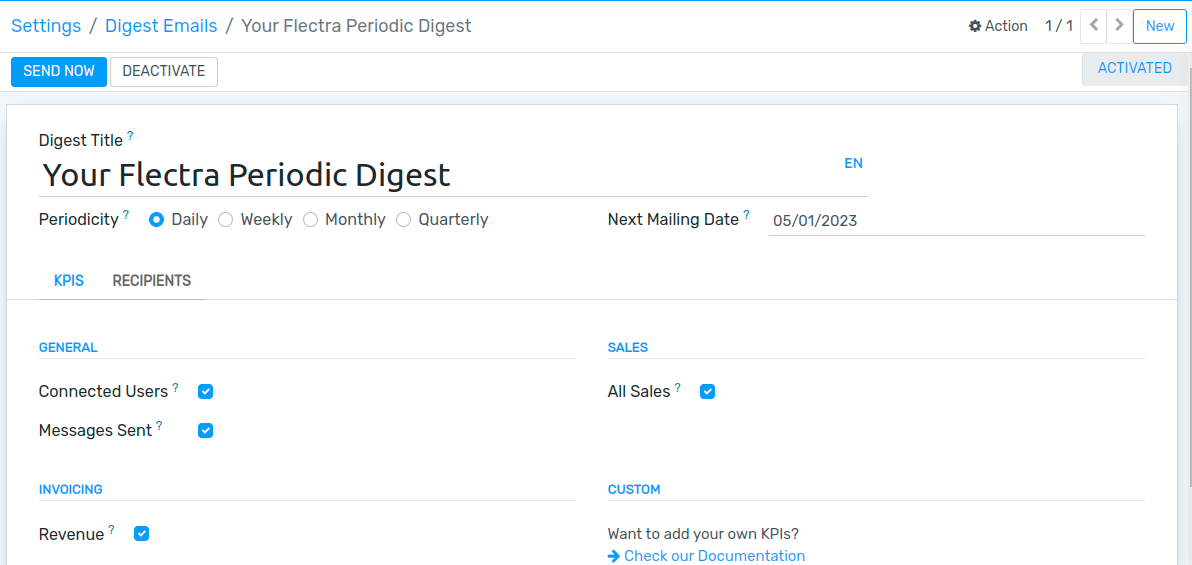 Settings / Digest Emails / Your Flectra Periodic Digest Action 1 / 1 New
SEND NOW DEACTIVATE ACTIVATED
Digest Title ?
Your Flectra Periodic Digest EN
Periodicity ? Daily Weekly Monthly Quarterly Next Mailing Date ? 05/01/2023
KPIS RECIPIENTS
GENERAL SALES
Connected Users ? All Sales ?
Messages Sent ?
INVOICING CUSTOM
Revenue ? Want to add your own KPIs?
Check our Documentation